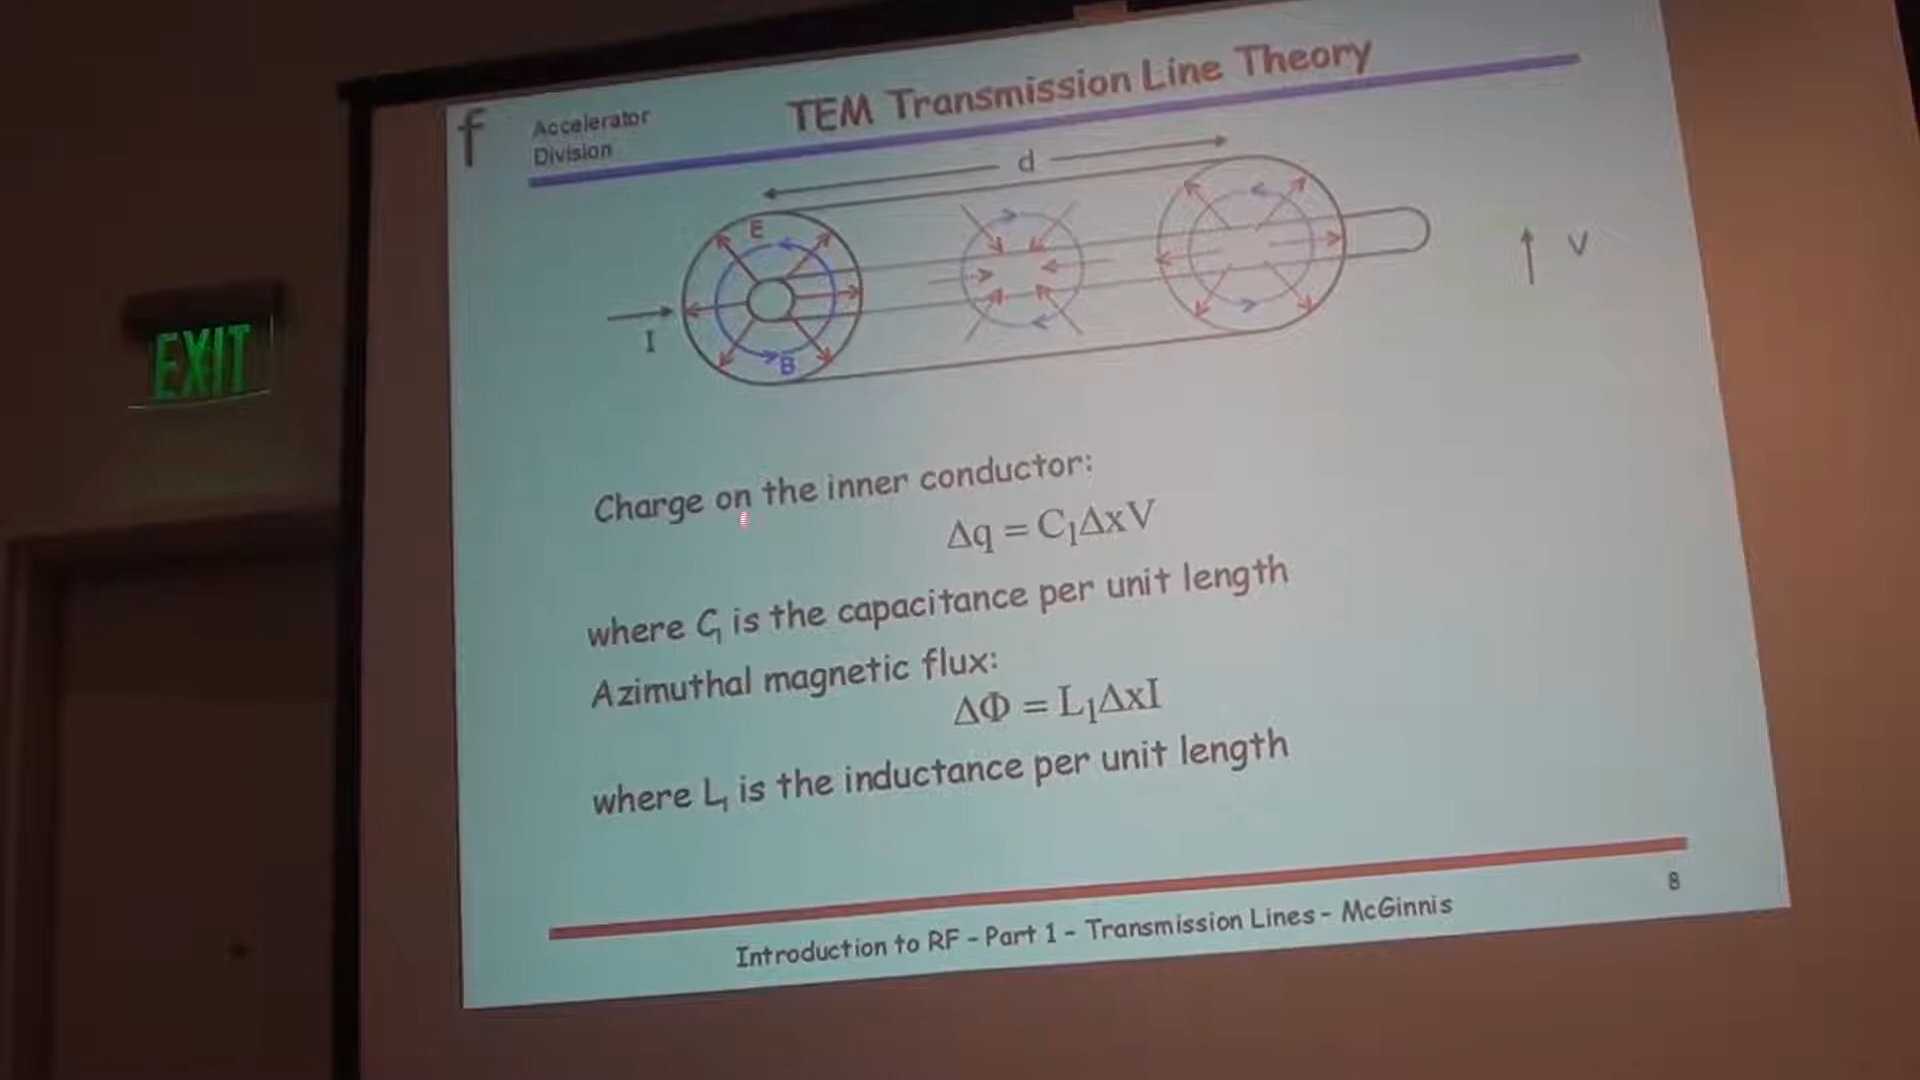 EXIT
f
Accelerator
Division
TEM Transmission Line Theory
d
E
B
I
V
Charge on the inner conductor:
Δq = C₁ΔxV
where C₁ is the capacitance per unit length
Azimuthal magnetic flux:
ΔΦ = L₁ΔxI
where L₁ is the inductance per unit length
8
Introduction to RF - Part 1 - Transmission Lines - McGinnis